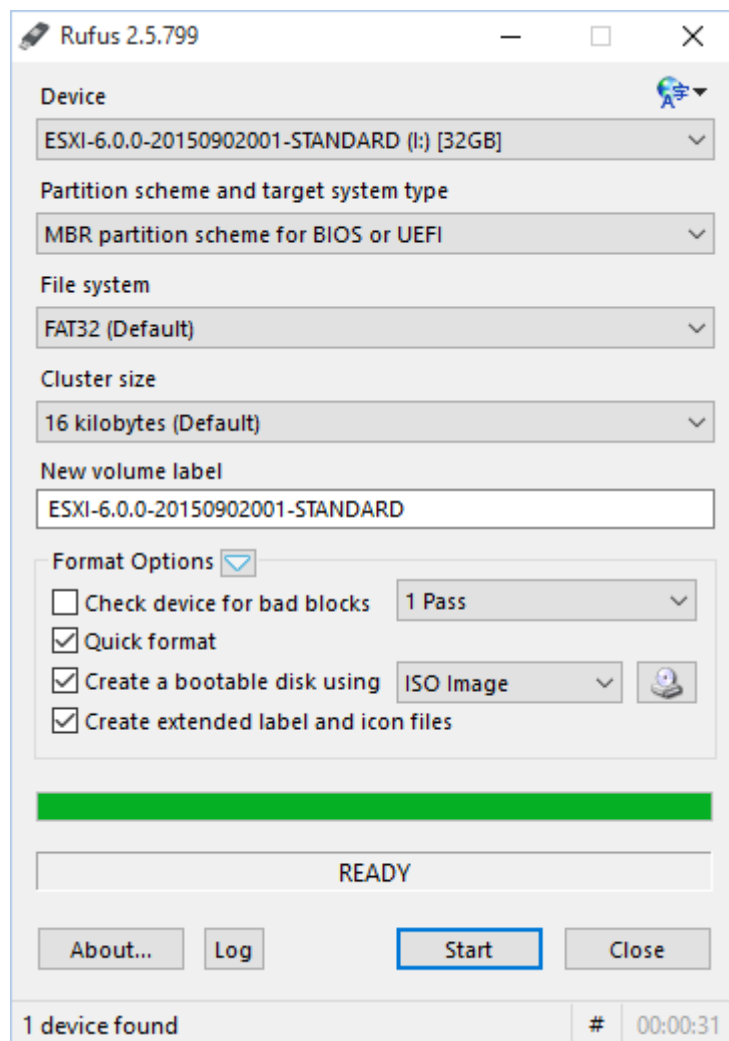 Rufus 2.5.799
Device
ESXI-6.0.0-20150902001-STANDARD (I:) [32GB]
Partition scheme and target system type
MBR partition scheme for BIOS or UEFI
File system
FAT32 (Default)
Cluster size
16 kilobytes (Default)
New volume label
ESXI-6.0.0-20150902001-STANDARD
Format Options
Check device for bad blocks 1 Pass
Quick format
Create a bootable disk using ISO Image
Create extended label and icon files
READY
About... Log Start Close
1 device found # 00:00:31